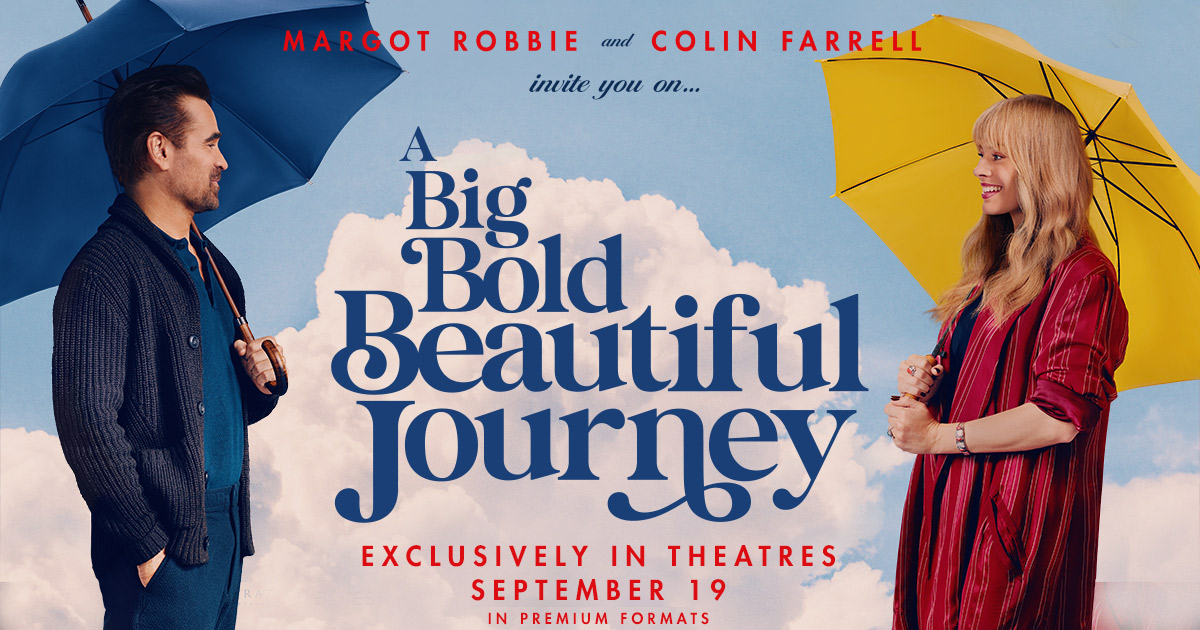 MARGOT ROBBIE and COLIN FARRELL
invite you on...
A
Big
Bold
Beautiful
Journey
EXCLUSIVELY IN THEATRES
SEPTEMBER 19
IN PREMIUM FORMATS